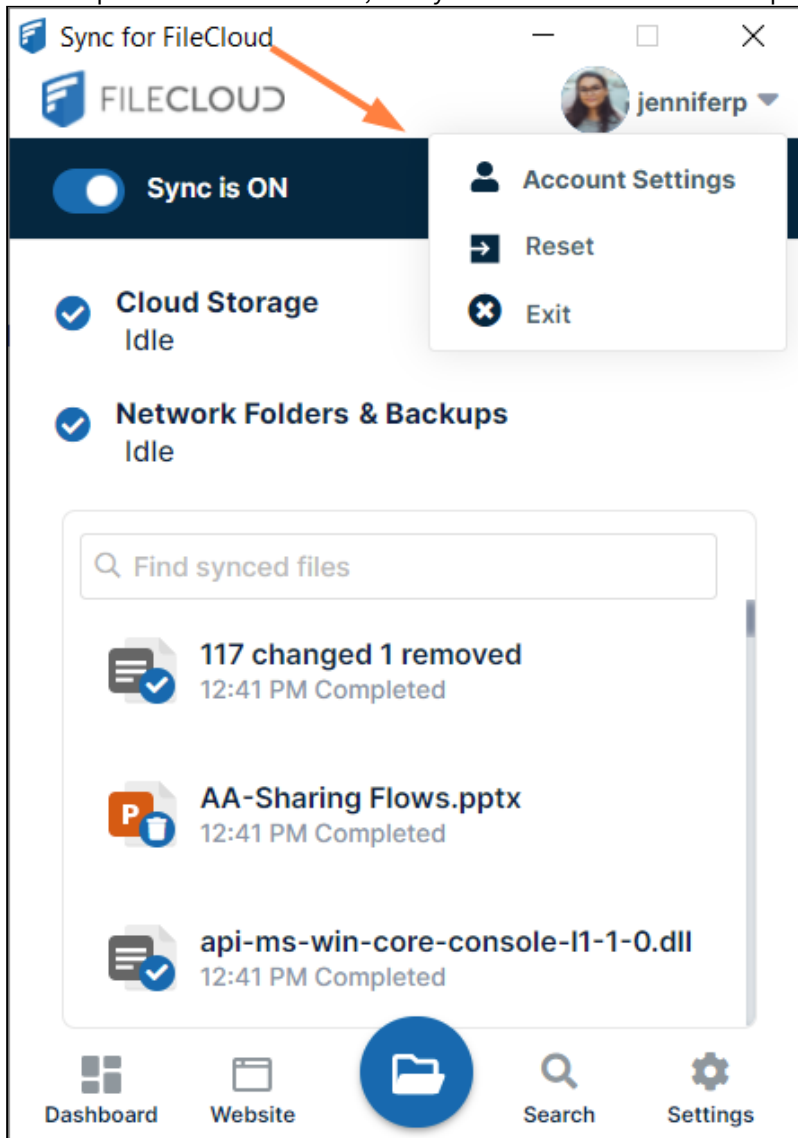 Sync for FileCloud
FILECLOUD
jenniferp
Sync is ON
Account Settings
Reset
Exit
Cloud Storage
Idle
Network Folders & Backups
Idle
Find synced files
117 changed 1 removed
12:41 PM Completed
P
AA-Sharing Flows.pptx
12:41 PM Completed
api-ms-win-core-console-l1-1-0.dll
12:41 PM Completed
Dashboard
Website
Search
Settings